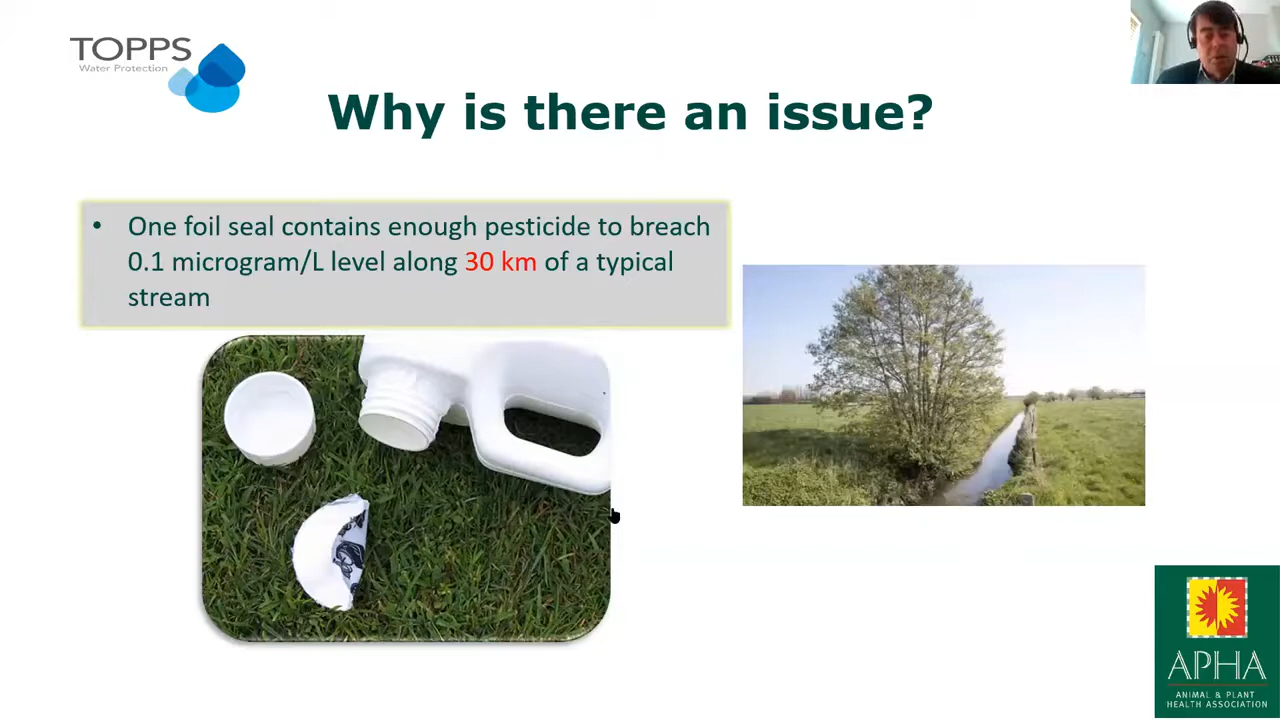 TOPPS
Water Protection
Why is there an issue?
• One foil seal contains enough pesticide to breach
0.1 microgram/L level along 30 km of a typical
stream
APHA
ANIMAL & PLANT
HEALTH ASSOCIATION